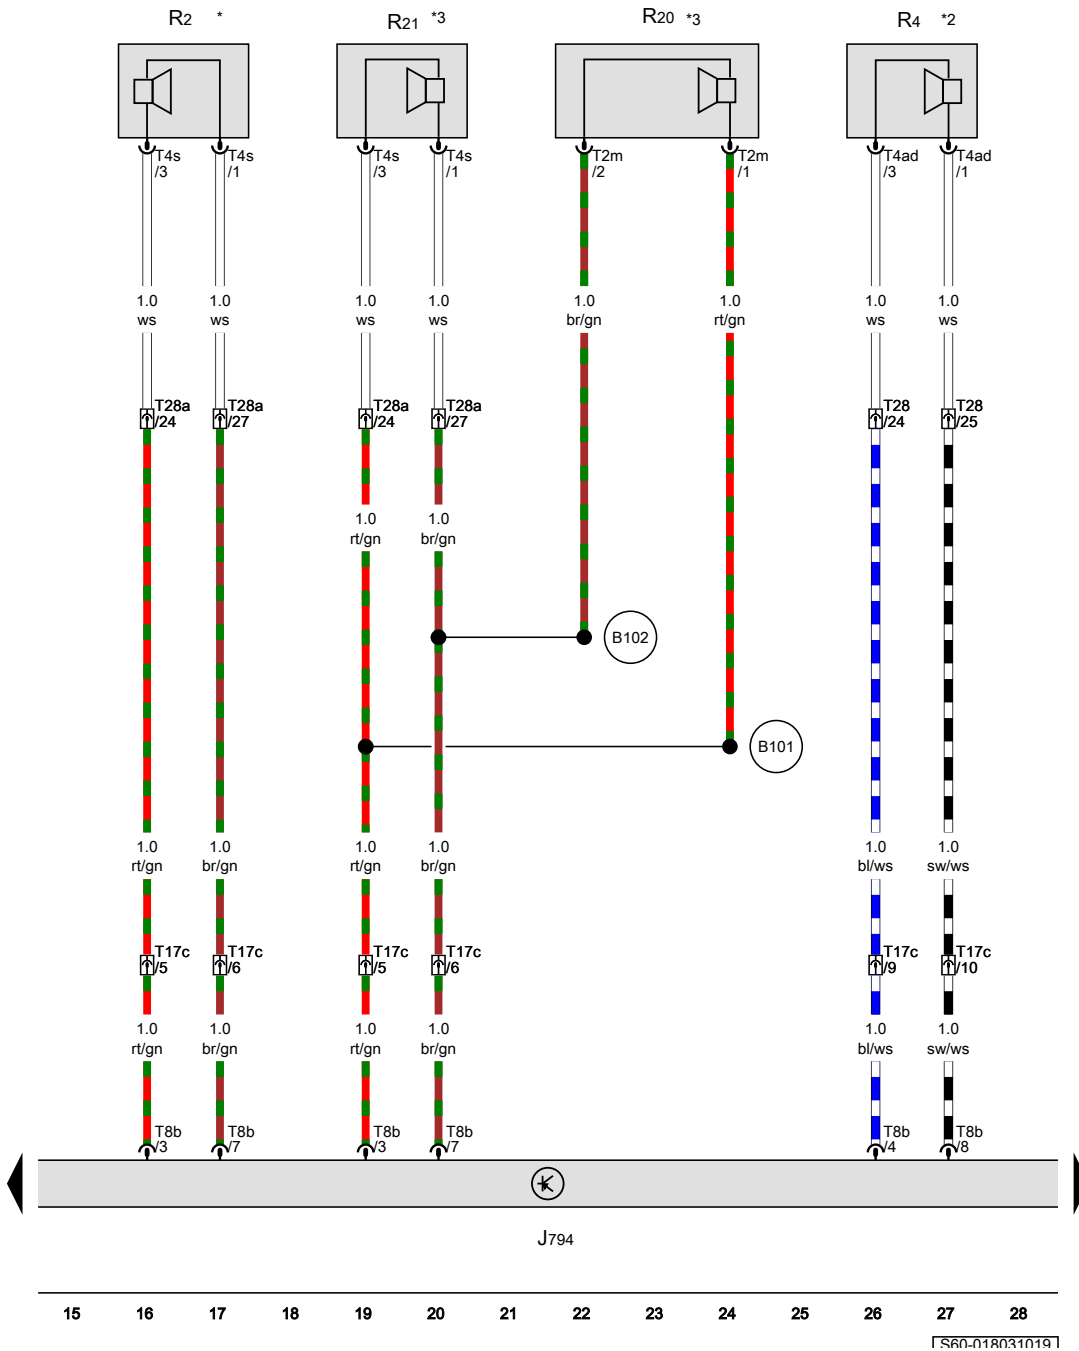 R2 * R21 *3 R20 *3 R4 *2
T4s T4s T4s T4s T2m T2m T4ad T4ad
/3 /1 /3 /1 /2 /1 /3 /1
1.0 1.0 1.0 1.0 1.0 1.0 1.0 1.0
ws ws ws ws br/gn rt/gn ws ws
T28a T28a T28a T28a T28 T28
/24 /27 /24 /27 /24 /25
1.0 1.0
rt/gn br/gn
B102
B101
1.0 1.0 1.0 1.0 1.0 1.0
rt/gn br/gn rt/gn br/gn bl/ws sw/ws
T17c T17c T17c T17c T17c T17c
/5 /6 /5 /6 /9 /10
1.0 1.0 1.0 1.0 1.0 1.0
rt/gn br/gn rt/gn br/gn bl/ws sw/ws
T8b T8b T8b T8b T8b T8b
/3 /7 /3 /7 /4 /8
J794
15 16 17 18 19 20 21 22 23 24 25 26 27 28
S60-018031019